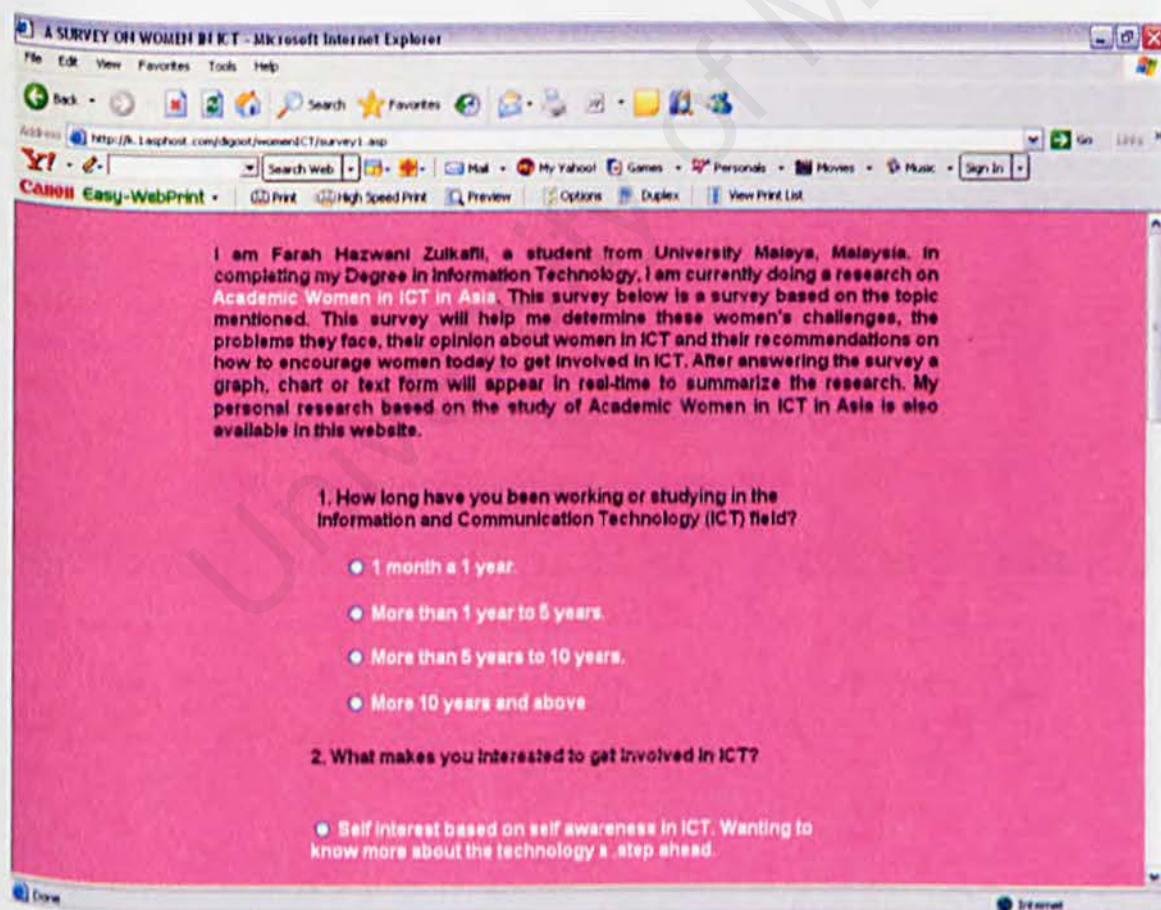 A SURVEY ON WOMEN IN ICT - Microsoft Internet Explorer
File Edit View Favorites Tools Help
Back Search Favorites
Address http://k.1asphost.com/digoot/womenICT/survey1.asp Go Links
Y! Search Web Mail My Yahoo! Games Personals Movies Music Sign In
Canon Easy-WebPrint Print High Speed Print Preview Options Duplex View Print List
I am Farah Hazwani Zulkafli, a student from University Malaya, Malaysia. In
completing my Degree in Information Technology, I am currently doing a research on
Academic Women in ICT in Asia. This survey below is a survey based on the topic
mentioned. This survey will help me determine these women's challenges, the
problems they face, their opinion about women in ICT and their recommendations on
how to encourage women today to get involved in ICT. After answering the survey a
graph, chart or text form will appear in real-time to summarize the research. My
personal research based on the study of Academic Women in ICT in Asia is also
available in this website.
1. How long have you been working or studying in the
Information and Communication Technology (ICT) field?
1 month a 1 year.
More than 1 year to 5 years.
More than 5 years to 10 years.
More 10 years and above
2. What makes you interested to get involved in ICT?
Self interest based on self awareness in ICT. Wanting to
know more about the technology a .step ahead.
Done
Internet
University of M